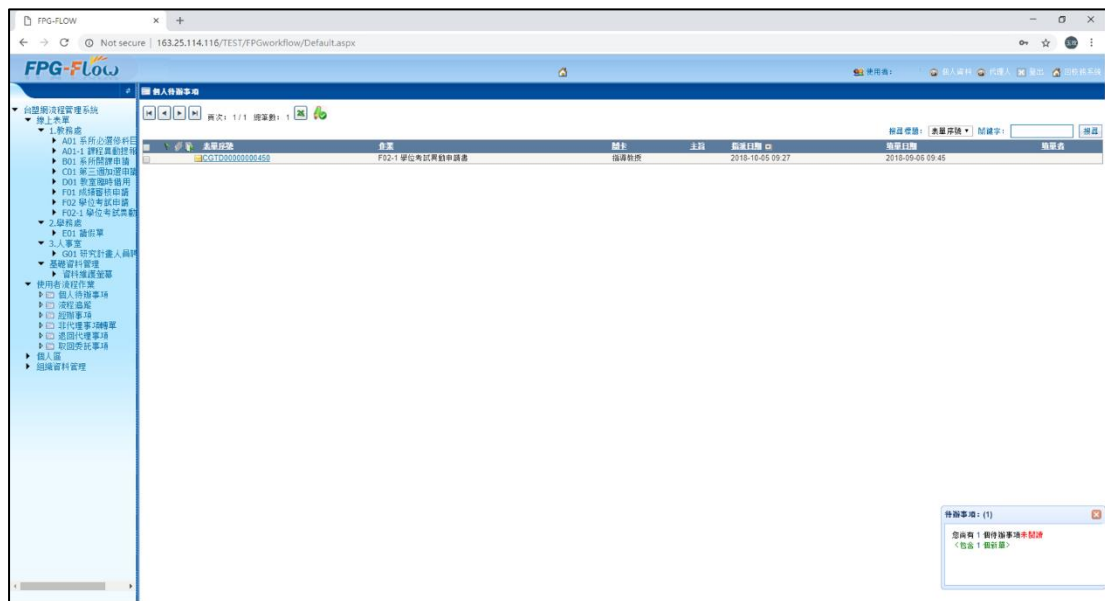 FPG-FLOW
Not secure | 163.25.114.116/TEST/FPGworkflow/Default.aspx
FPG-Flow
使用者: 個人資料 代理人 登出
個人待辦事項
台塑網流程管理系統
線上表單
1.教務處
A01 系所必選修科目
A01-1 課程異動提報
B01 系所開課申請
C01 第三週加選申請
D01 教室臨時借用
F01 成績審核申請
F02 學位考試申請
F02-1 學位考試異動
2.學務處
E01 請假單
3.人事室
G01 研究計畫人員聘
基礎資料管理
資料維護螢幕
使用者流程作業
個人待辦事項
流程追蹤
經辦事項
非代理事項轉單
退回代理事項
取回委託事項
個人區
組織資料管理
頁次: 1/1 總筆數: 1
搜尋標題: 表單序號 關鍵字: 搜尋
表單序號 作業 關卡 主旨 指派日期 填單日期 填單者
CGTD00000000450 F02-1 學位考試異動申請書 指導教授 2018-10-05 09:27 2018-09-06 09:45
待辦事項: (1)
您尚有 1 個待辦事項未閱讀
<包含 1 個新單>